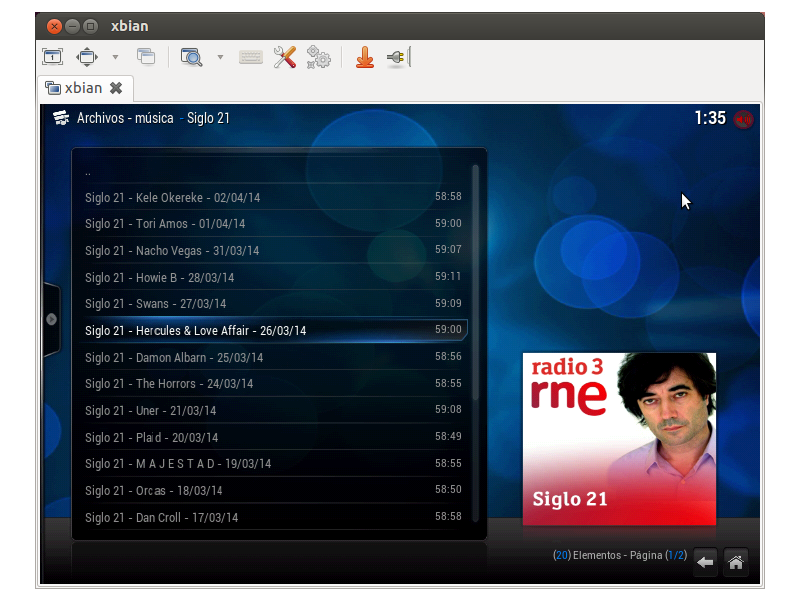 xbian
xbian
Archivos - música - Siglo 21
1:35
..
Siglo 21 - Kele Okereke - 02/04/14 58:58
Siglo 21 - Tori Amos - 01/04/14 59:00
Siglo 21 - Nacho Vegas - 31/03/14 59:07
Siglo 21 - Howie B - 28/03/14 59:11
Siglo 21 - Swans - 27/03/14 59:09
Siglo 21 - Hercules & Love Affair - 26/03/14 59:00
Siglo 21 - Damon Albarn - 25/03/14 58:56
Siglo 21 - The Horrors - 24/03/14 58:55
Siglo 21 - Uner - 21/03/14 59:08
Siglo 21 - Plaid - 20/03/14 58:49
Siglo 21 - M A J E S T A D - 19/03/14 58:55
Siglo 21 - Orcas - 18/03/14 58:50
Siglo 21 - Dan Croll - 17/03/14 58:58
radio 3
rne
Siglo 21
(20) Elementos - Página (1/2)